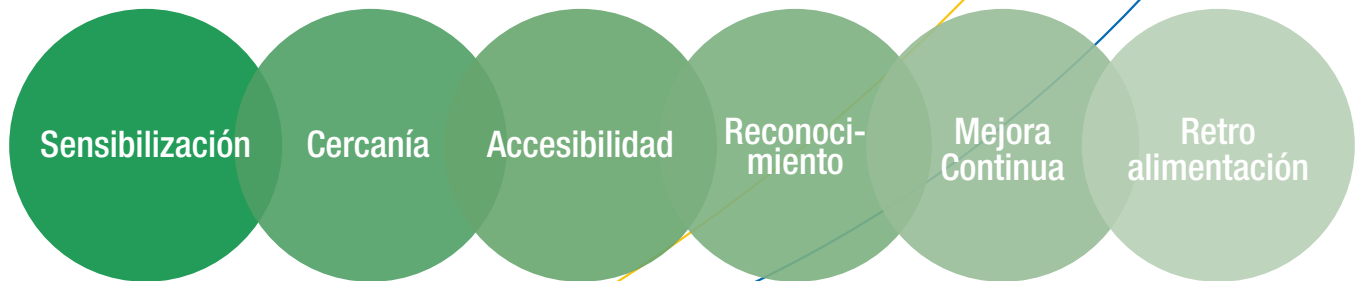 Sensibilización
Cercanía
Accesibilidad
Reconoci-
miento
Mejora
Continua
Retro
alimentación